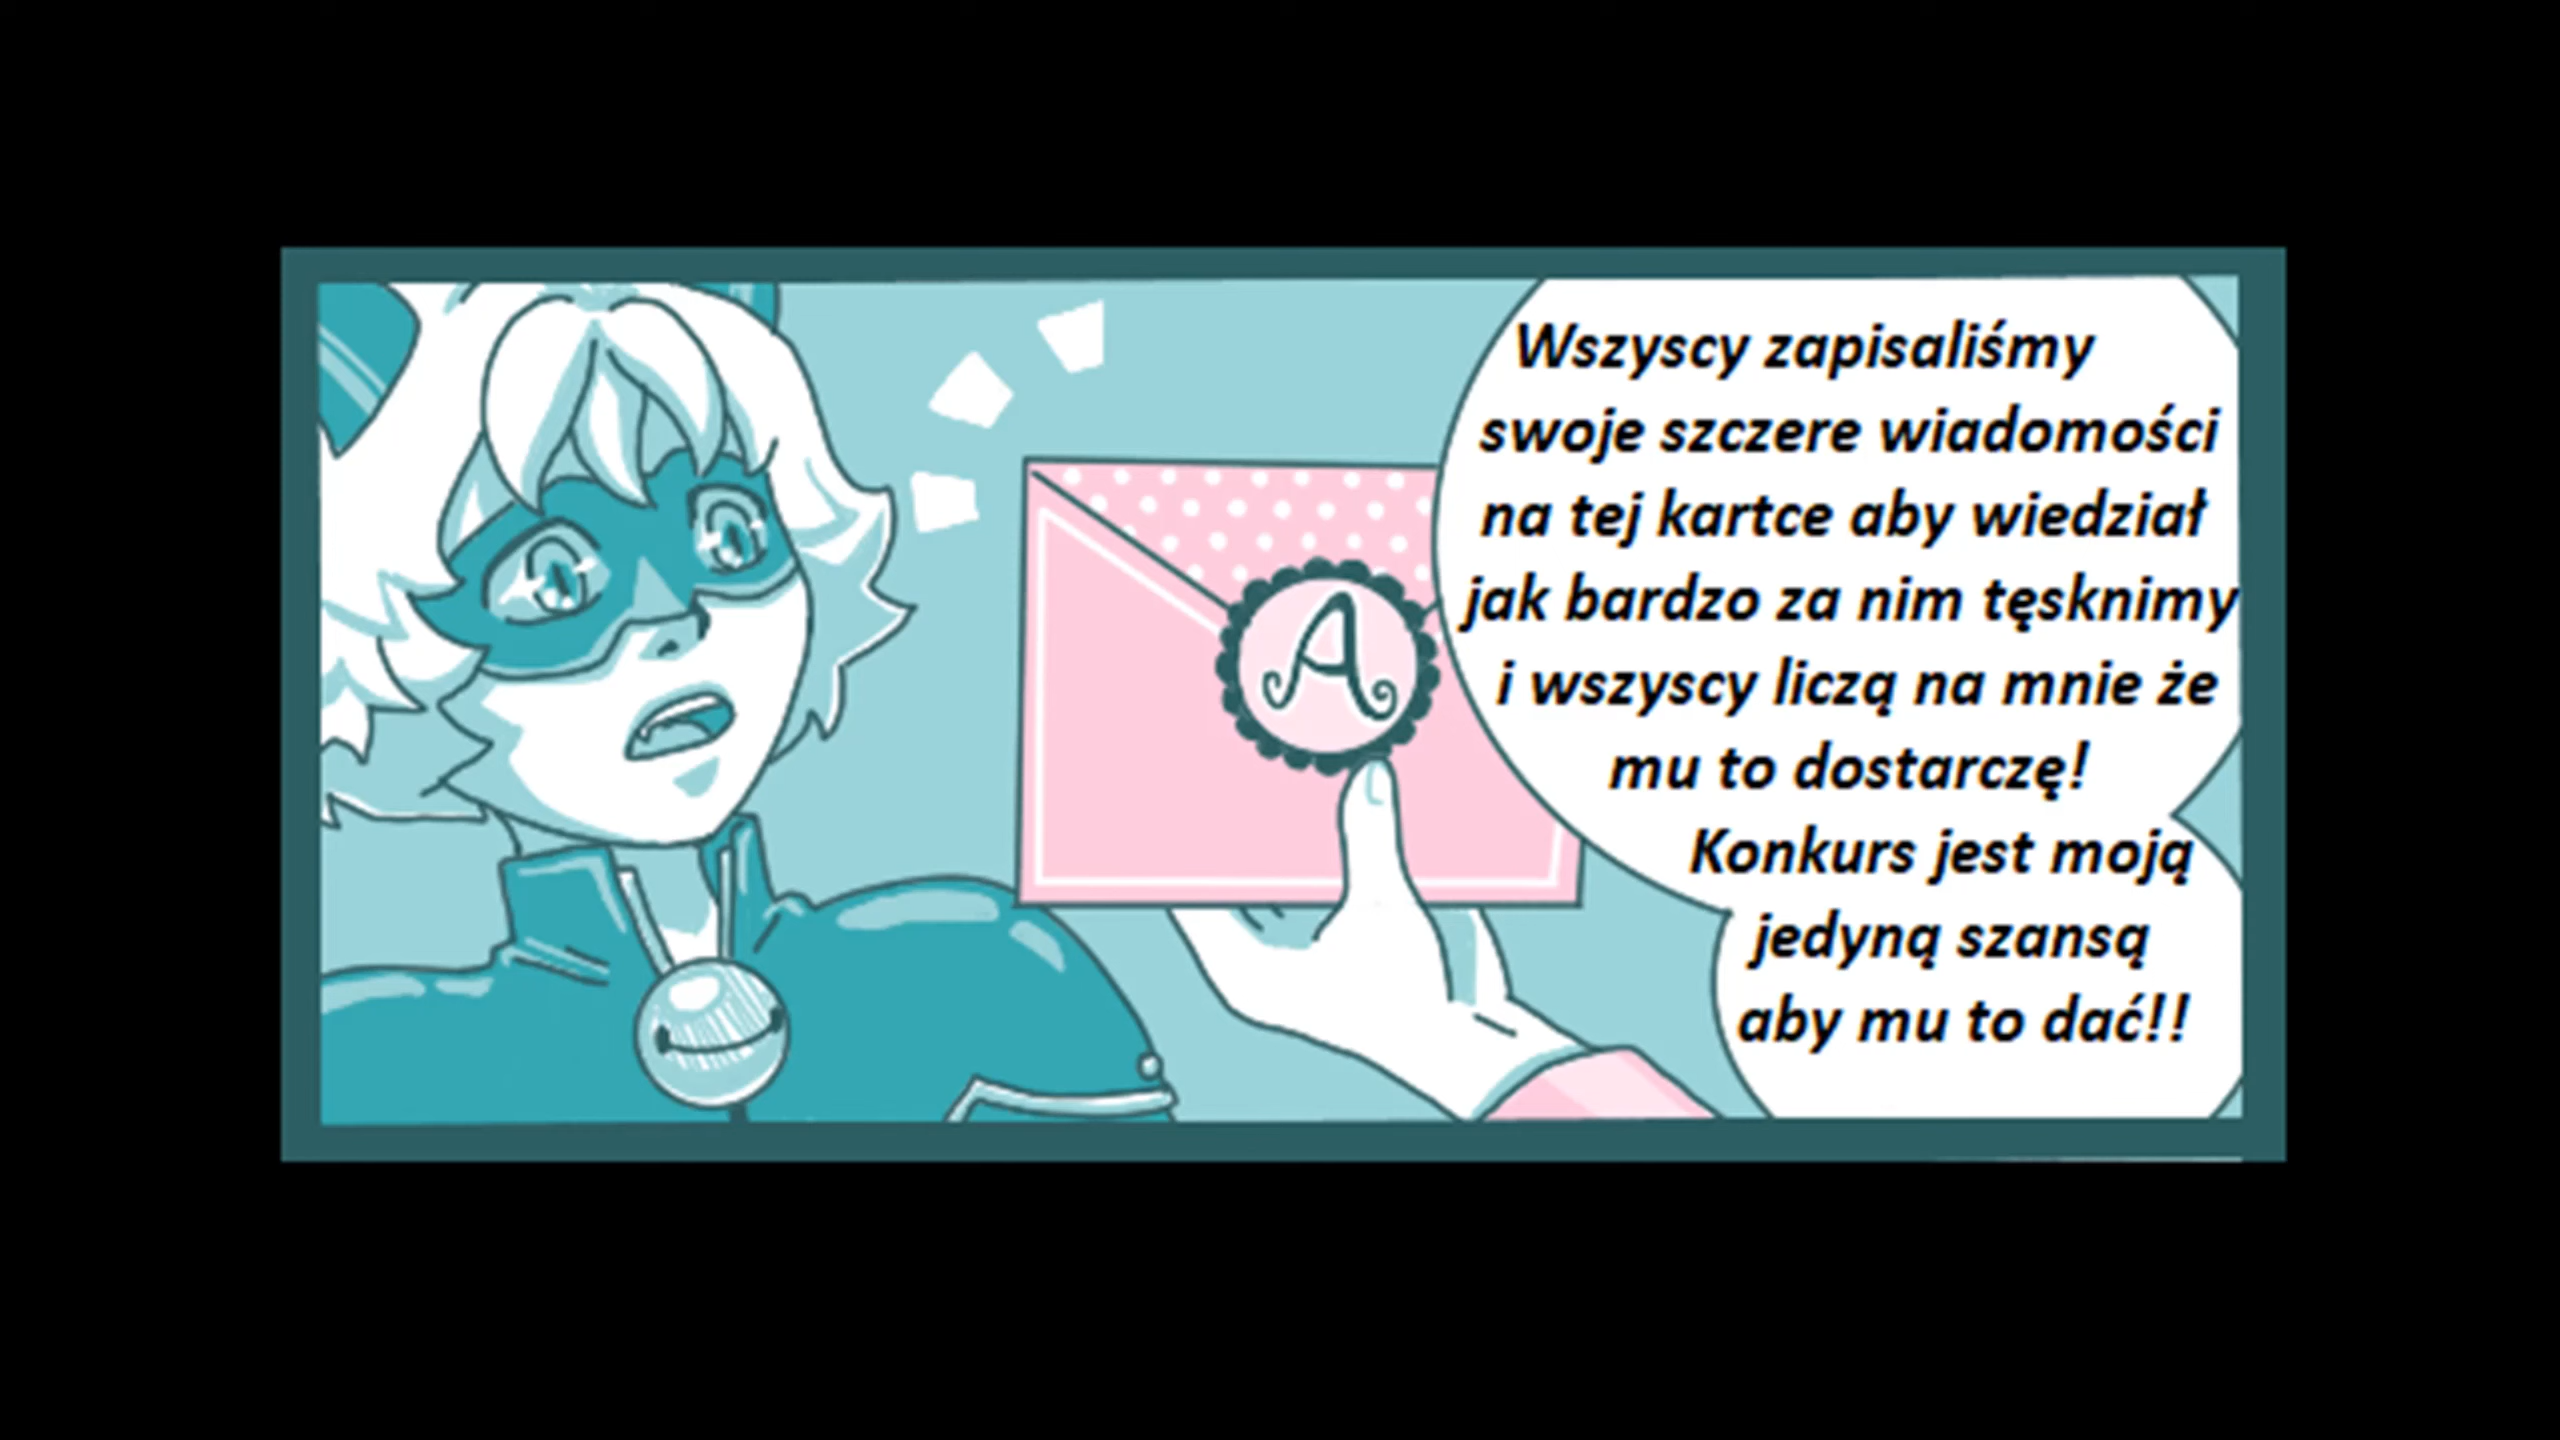 A
Wszyscy zapisaliśmy
swoje szczere wiadomości
na tej kartce aby wiedział
jak bardzo za nim tęsknimy
i wszyscy liczą na mnie że
mu to dostarczę!
Konkurs jest moją
jedyną szansą
aby mu to dać!!